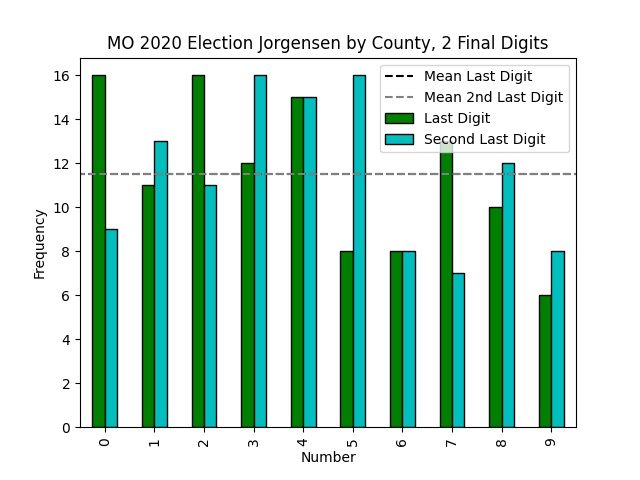 MO 2020 Election Jorgensen by County, 2 Final Digits
Mean Last Digit
Mean 2nd Last Digit
Last Digit
Second Last Digit
16
14
12
10
8
6
4
2
0
Frequency
0 1 2 3 4 5 6 7 8 9
Number